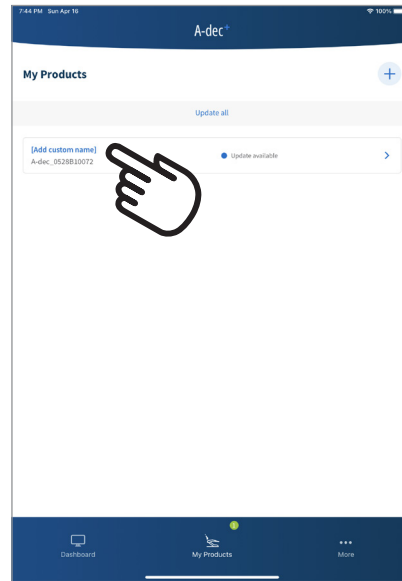 7:44 PM Sun Apr 16
100%
A-dec+
My Products
+
Update all
[Add custom name]
A-dec_0528B10072
Update available
1
Dashboard
My Products
More